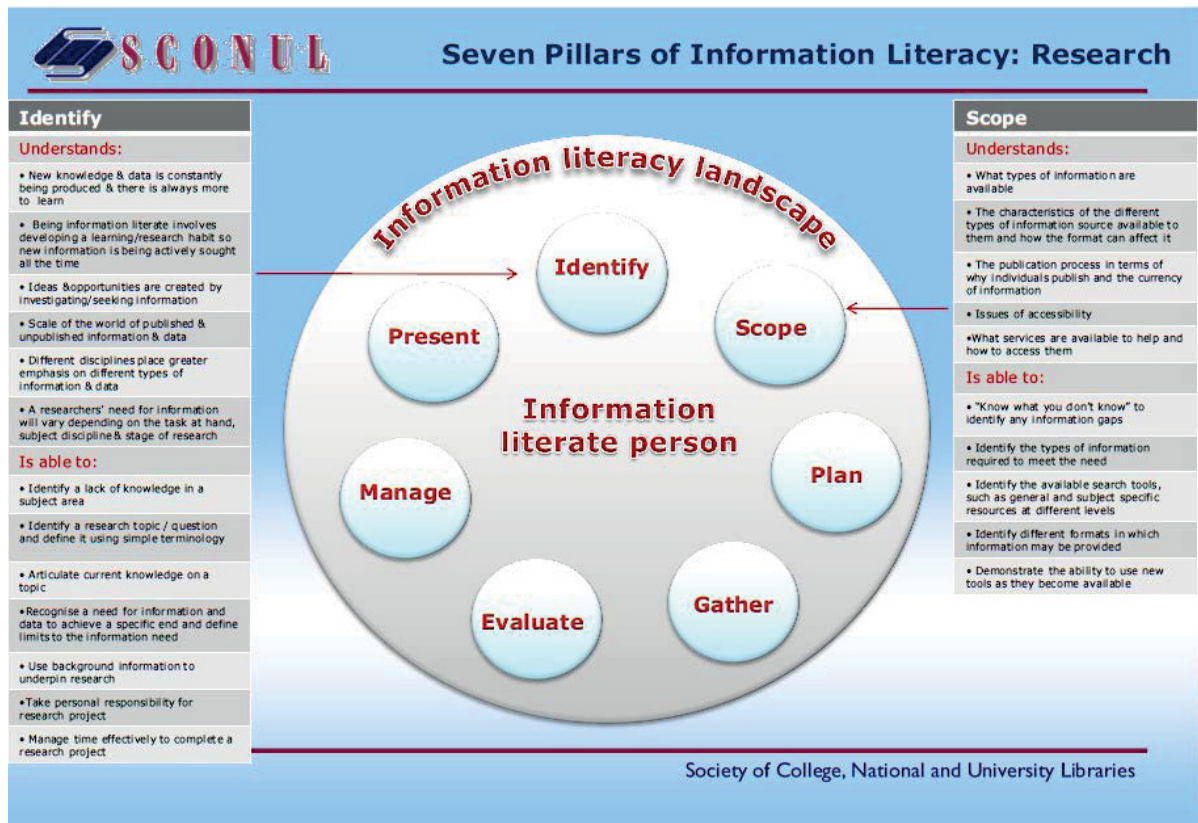 SCONUL
Seven Pillars of Information Literacy: Research
Identify
Understands:
• New knowledge & data is constantly
being produced & there is always more
to learn
• Being information literate involves
developing a learning/research habit so
new information is being actively sought
all the time
• Ideas &opportunities are created by
investigating/seeking information
• Scale of the world of published &
unpublished information & data
• Different disciplines place greater
emphasis on different types of
information & data
• A researchers' need for information
will vary depending on the task at hand,
subject discipline & stage of research
Is able to:
• Identify a lack of knowledge in a
subject area
• Identify a research topic / question
and define it using simple terminology
• Articulate current knowledge on a
topic
•Recognise a need for information and
data to achieve a specific end and define
limits to the information need
• Use background information to
underpin research
•Take personal responsibility for
research project
• Manage time effectively to complete a
research project
Information literacy landscape
Identify
Scope
Plan
Gather
Evaluate
Manage
Present
Information
literate person
Scope
Understands:
• What types of information are
available
• The characteristics of the different
types of information source available to
them and how the format can affect it
• The publication process in terms of
why individuals publish and the currency
of information
• Issues of accessibility
•What services are available to help and
how to access them
Is able to:
• "Know what you don't know" to
identify any information gaps
• Identify the types of information
required to meet the need
• Identify the available search tools,
such as general and subject specific
resources at different levels
• Identify different formats in which
information may be provided
• Demonstrate the ability to use new
tools as they become available
Society of College, National and University Libraries